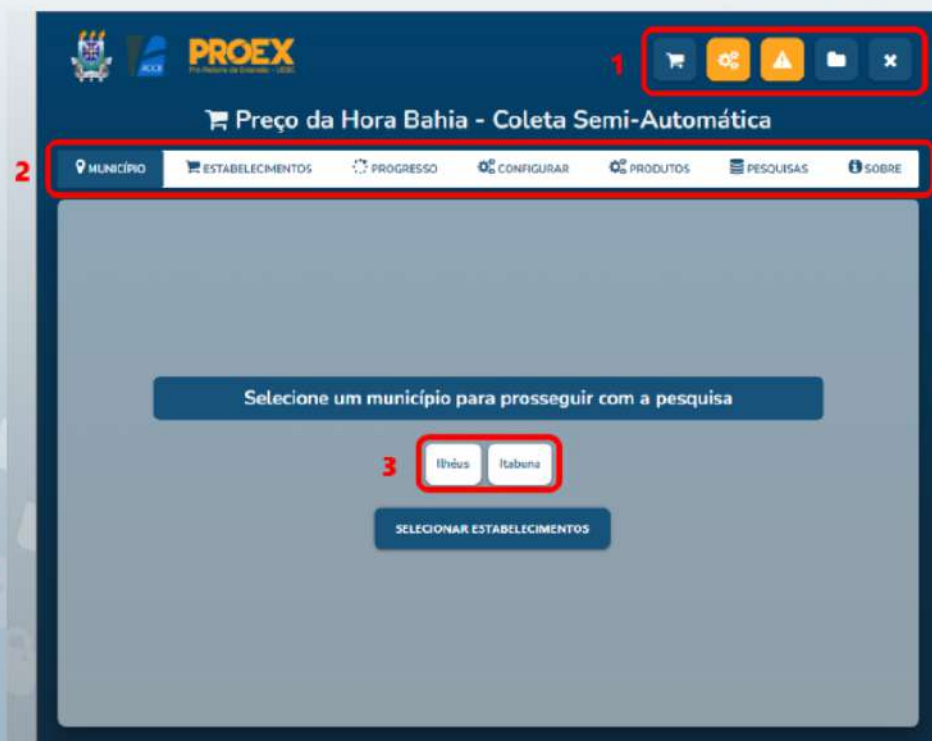 ACCB
PROEX
1
Preço da Hora Bahia - Coleta Semi-Automática
2
MUNICÍPIO ESTABELECIMENTOS PROGRESSO CONFIGURAR PRODUTOS PESQUISAS SOBRE
Selecione um município para prosseguir com a pesquisa
3
Ilhéus Itabuna
SELECIONAR ESTABELECIMENTOS